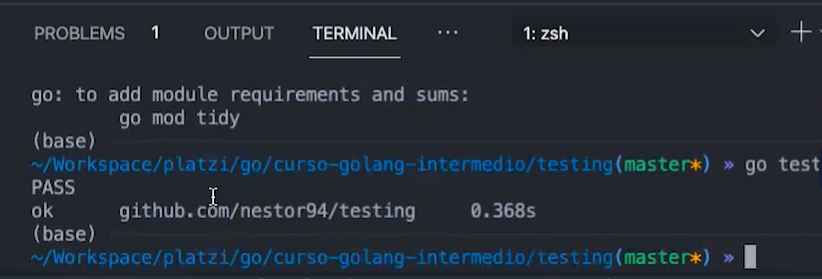 PROBLEMS 1 OUTPUT TERMINAL ... 1: zsh
go: to add module requirements and sums:
go mod tidy
(base)
~/Workspace/platzi/go/curso-golang-intermedio/testing(master*) » go test
PASS
ok github.com/nestor94/testing 0.368s
(base)
~/Workspace/platzi/go/curso-golang-intermedio/testing(master*) »